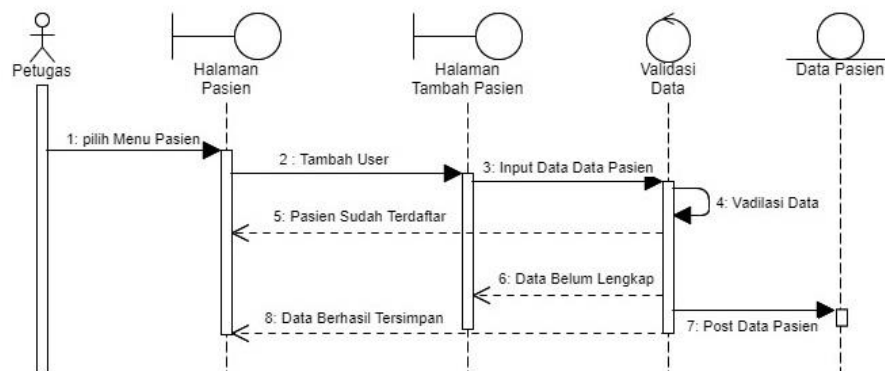 Petugas
Halaman
Pasien
Halaman
Tambah Pasien
Validasi
Data
Data Pasien
1: pilih Menu Pasien
2 : Tambah User
3: Input Data Data Pasien
4: Vadilasi Data
5: Pasien Sudah Terdaftar
6: Data Belum Lengkap
8: Data Berhasil Tersimpan
7: Post Data Pasien